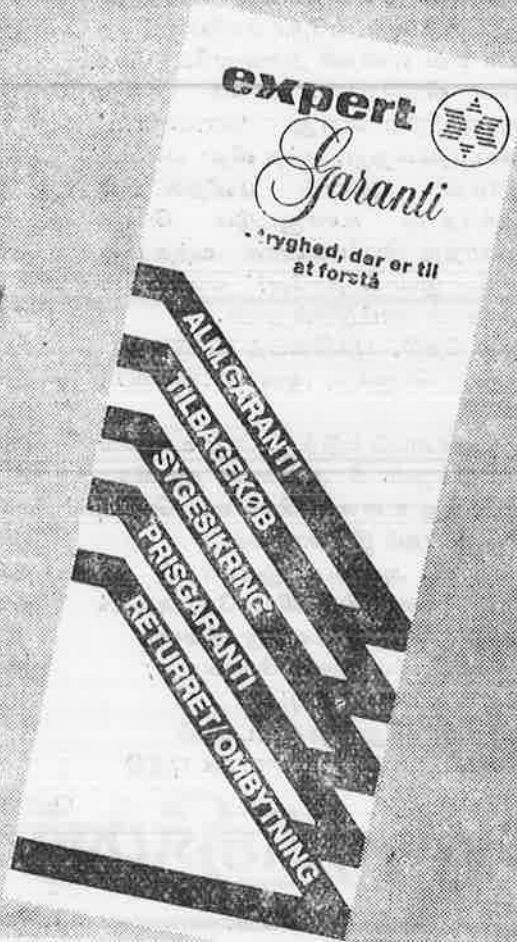 expert
Garanti
- tryghed, der er til
at forstå
ALM. GARANTI
TILBAGEKØB
SYGESIKRING
PRISGARANTI
RETURRET/OMBYTNING